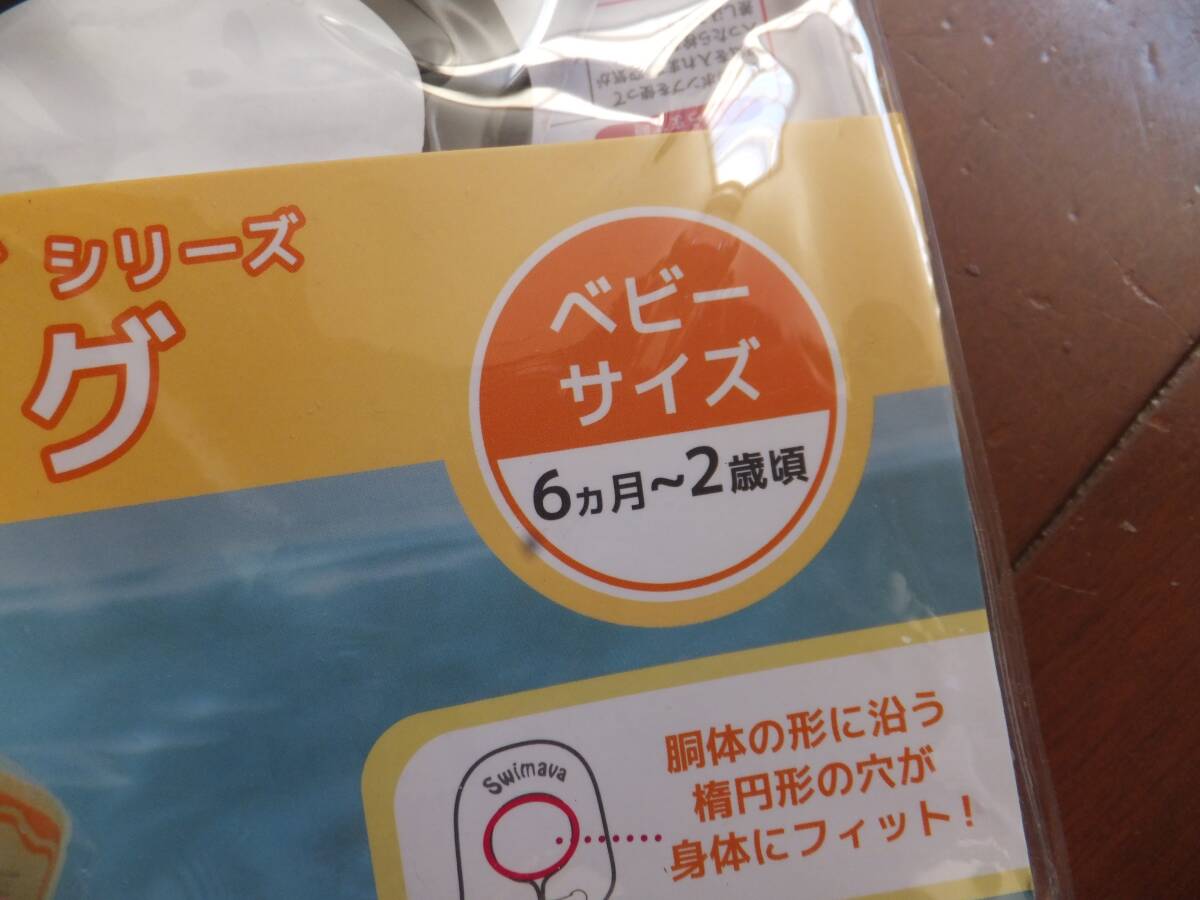 シリーズ
グ
ベビー
サイズ
6ヵ月～2歳頃
Swimava
胴体の形に沿う
楕円形の穴が
身体にフィット!